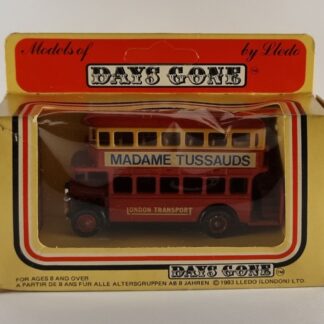 Models of by Lledo
DAYS GONE
MADAME TUSSAUDS
LONDON TRANSPORT
DAYS GONE
FOR AGES 8 AND OVER
A PARTIR DE 8 ANS FUR ALLE ALTERSGRUPPEN AB 8 JAHREN © 1983 LLEDO (LONDON) LTD